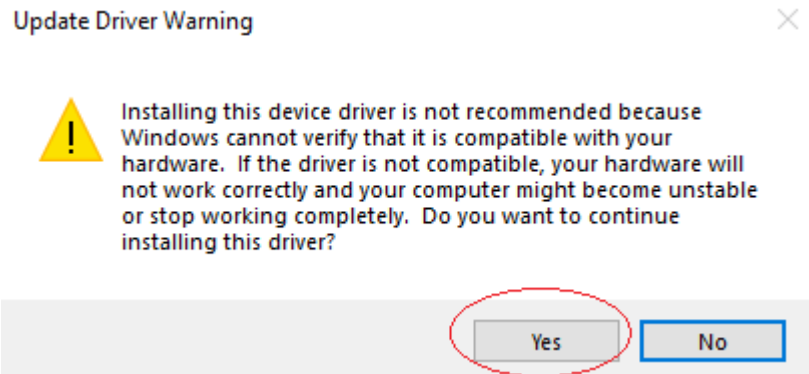 Update Driver Warning
Installing this device driver is not recommended because
Windows cannot verify that it is compatible with your
hardware.  If the driver is not compatible, your hardware will
not work correctly and your computer might become unstable
or stop working completely.  Do you want to continue
installing this driver?
Yes No